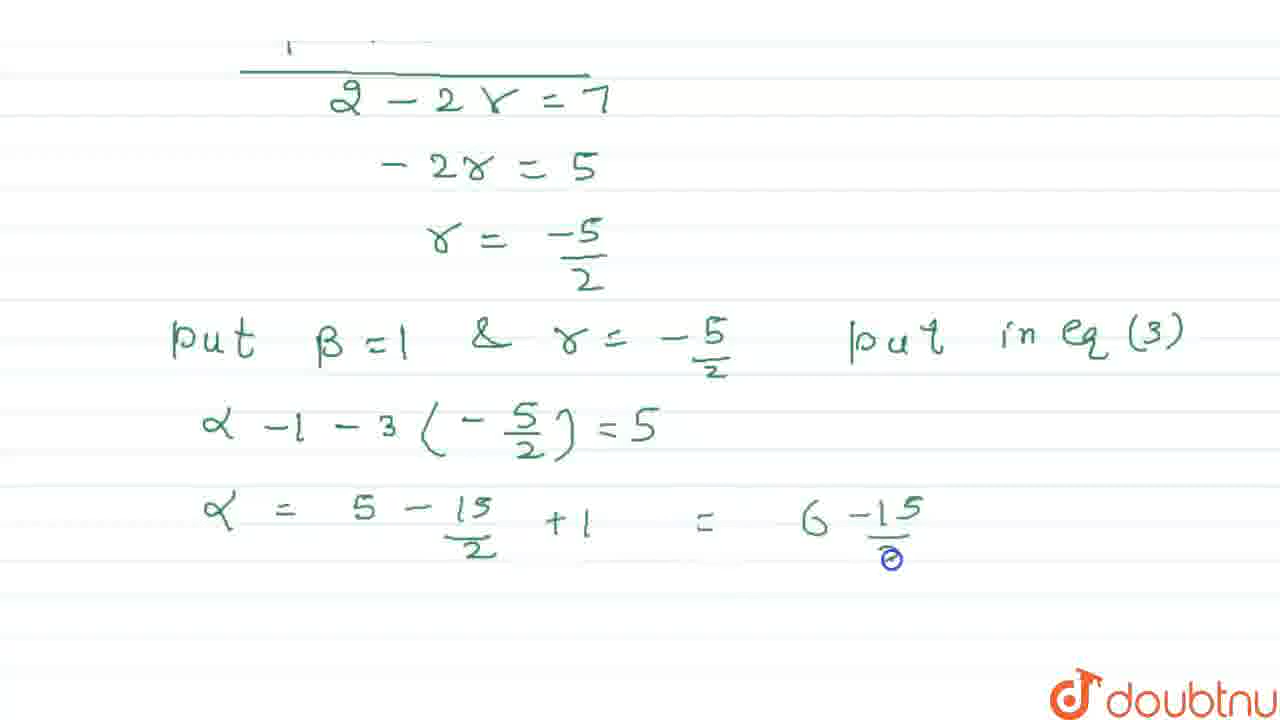 2 - 2γ = 7
- 2γ = 5
γ = -5/2
put β = 1 & γ = -5/2 put in eq (3)
α - 1 - 3 ( - 5/2 ) = 5
α = 5 - 15/2 + 1 = 6 - 15/2
doubtnut